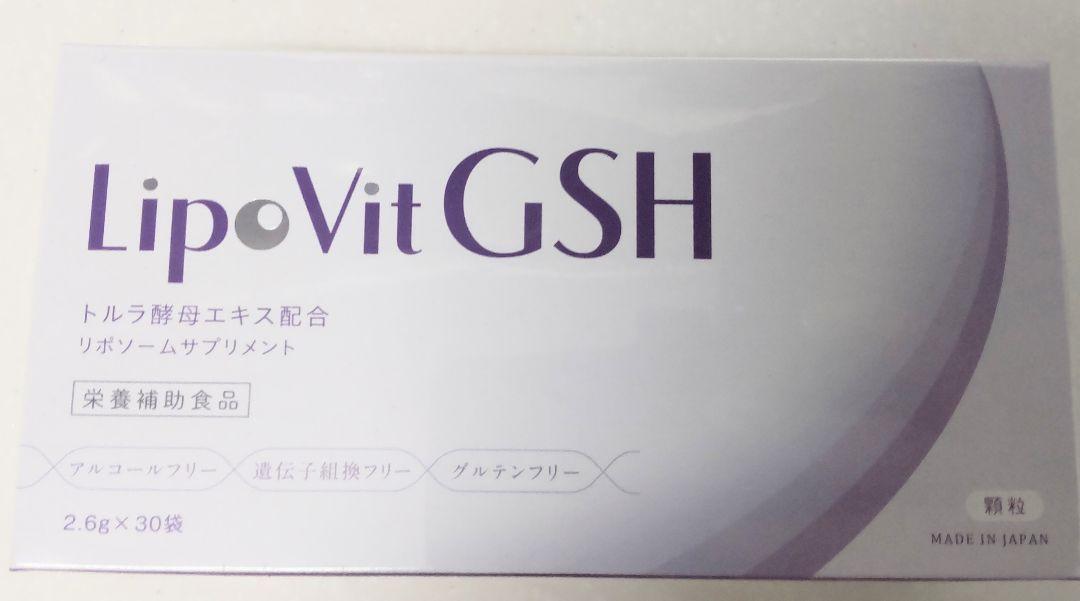 LipoVit GSH
トルラ酵母エキス配合
リポソームサプリメント
栄養補助食品
アルコールフリー 遺伝子組換フリー グルテンフリー
2.6g×30袋
顆粒
MADE IN JAPAN